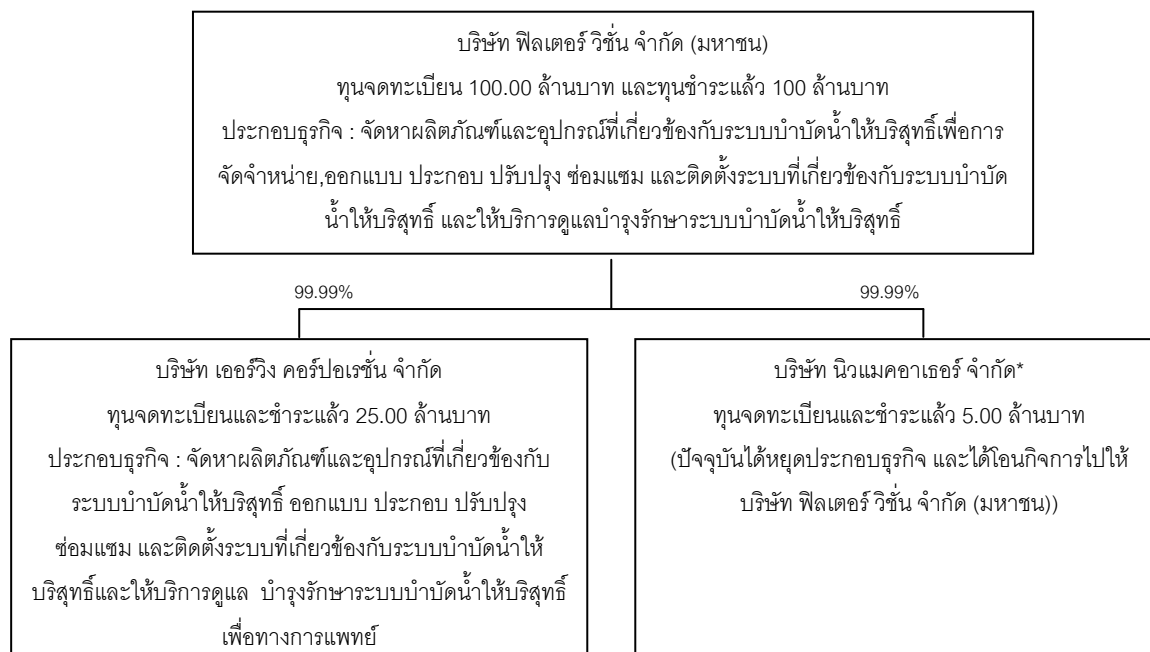 บริษัท ฟิลเตอร์ วิชั่น จำกัด (มหาชน)
ทุนจดทะเบียน 100.00 ล้านบาท และทุนชำระแล้ว 100 ล้านบาท
ประกอบธุรกิจ : จัดหาผลิตภัณฑ์และอุปกรณ์ที่เกี่ยวข้องกับระบบบำบัดน้ำให้บริสุทธิ์เพื่อการ
จัดจำหน่าย,ออกแบบ ประกอบ ปรับปรุง ซ่อมแซม และติดตั้งระบบที่เกี่ยวข้องกับระบบบำบัด
น้ำให้บริสุทธิ์ และให้บริการดูแลบำรุงรักษาระบบบำบัดน้ำให้บริสุทธิ์
99.99%
99.99%
บริษัท เออร์วิง คอร์ปอเรชั่น จำกัด
ทุนจดทะเบียนและชำระแล้ว 25.00 ล้านบาท
ประกอบธุรกิจ : จัดหาผลิตภัณฑ์และอุปกรณ์ที่เกี่ยวข้องกับ
ระบบบำบัดน้ำให้บริสุทธิ์ ออกแบบ ประกอบ ปรับปรุง
ซ่อมแซม และติดตั้งระบบที่เกี่ยวข้องกับระบบบำบัดน้ำให้
บริสุทธิ์และให้บริการดูแล บำรุงรักษาระบบบำบัดน้ำให้บริสุทธิ์
เพื่อทางการแพทย์
บริษัท นิวแมคอาเธอร์ จำกัด*
ทุนจดทะเบียนและชำระแล้ว 5.00 ล้านบาท
(ปัจจุบันได้หยุดประกอบธุรกิจ และได้โอนกิจการไปให้
บริษัท ฟิลเตอร์ วิชั่น จำกัด (มหาชน))